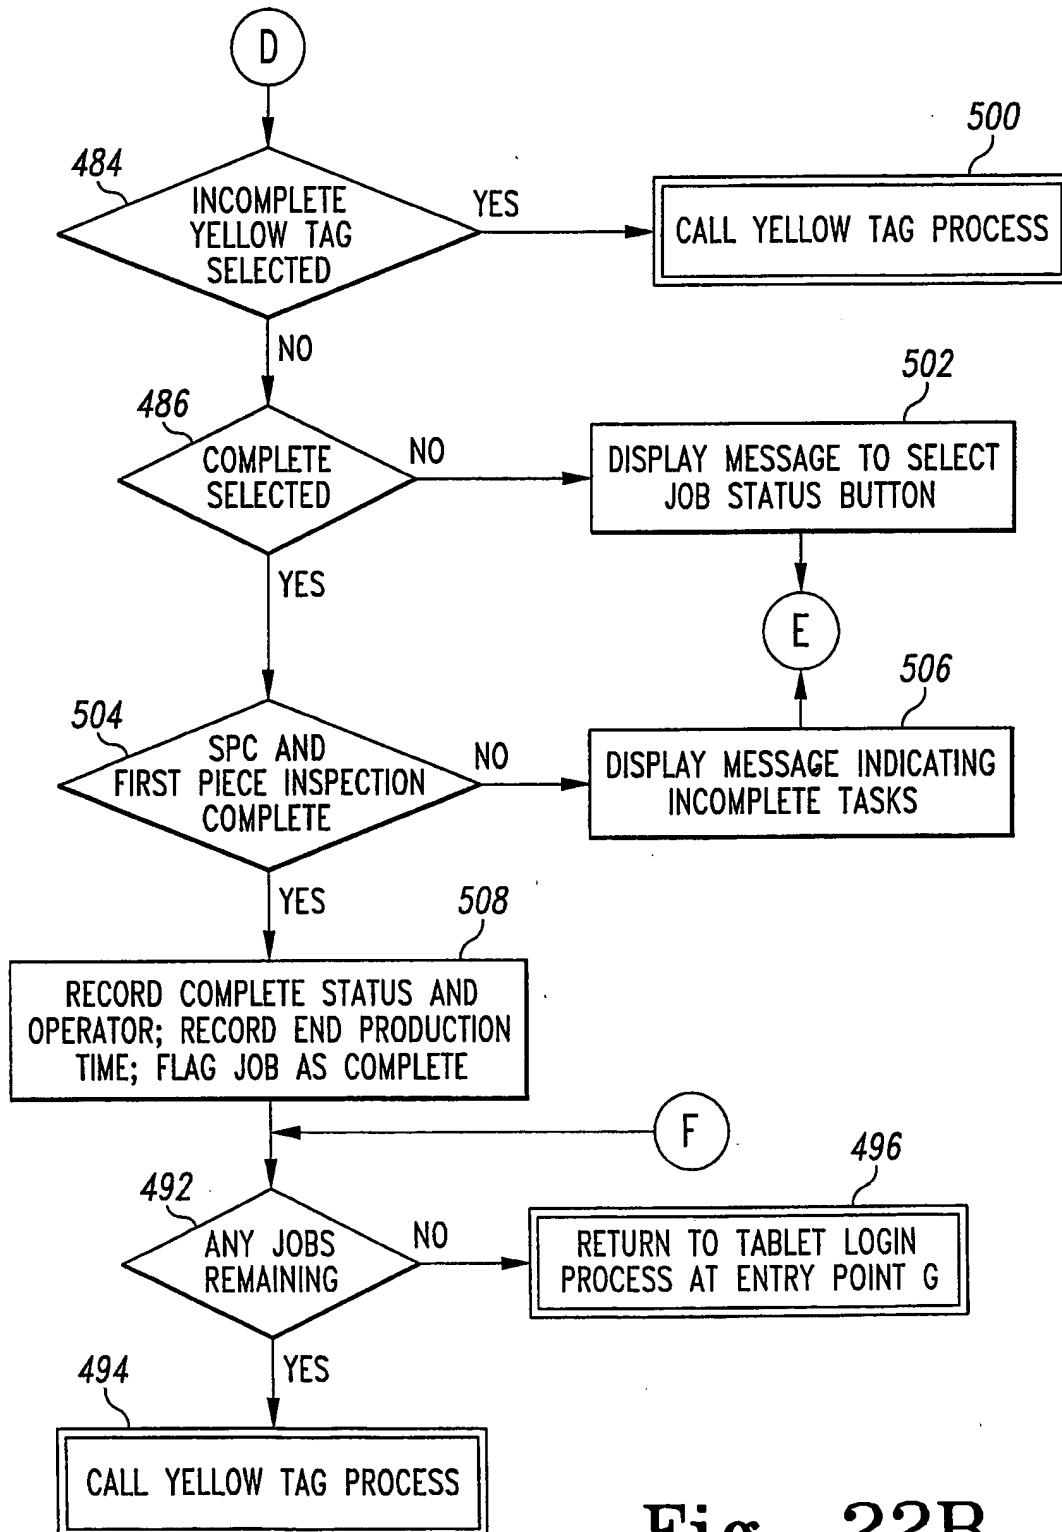 D
484
INCOMPLETE
YELLOW TAG
SELECTED
YES
500
CALL YELLOW TAG PROCESS
NO
486
COMPLETE
SELECTED
NO
502
DISPLAY MESSAGE TO SELECT
JOB STATUS BUTTON
YES
E
504
SPC AND
FIRST PIECE INSPECTION
COMPLETE
NO
506
DISPLAY MESSAGE INDICATING
INCOMPLETE TASKS
YES
508
RECORD COMPLETE STATUS AND
OPERATOR; RECORD END PRODUCTION
TIME; FLAG JOB AS COMPLETE
F
492
ANY JOBS
REMAINING
NO
496
RETURN TO TABLET LOGIN
PROCESS AT ENTRY POINT G
YES
494
CALL YELLOW TAG PROCESS
Fig. 22B